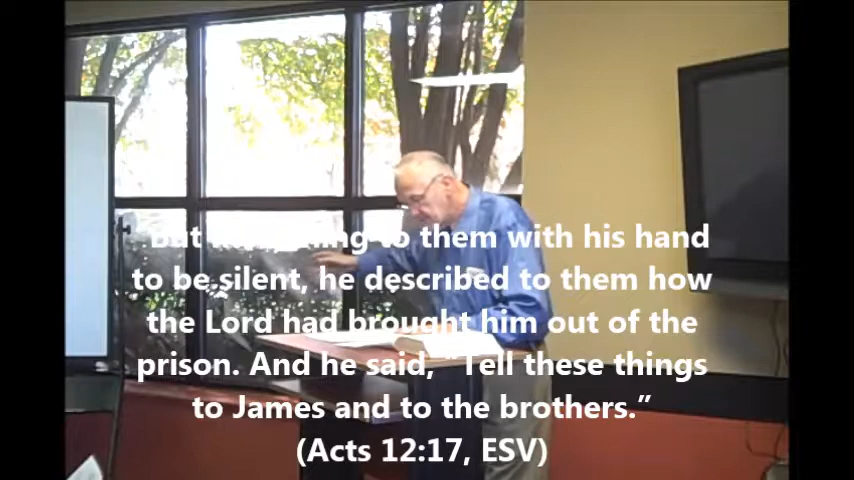 "But motioning to them with his hand
to be silent, he described to them how
the Lord had brought him out of the
prison. And he said, "Tell these things
to James and to the brothers."
(Acts 12:17, ESV)